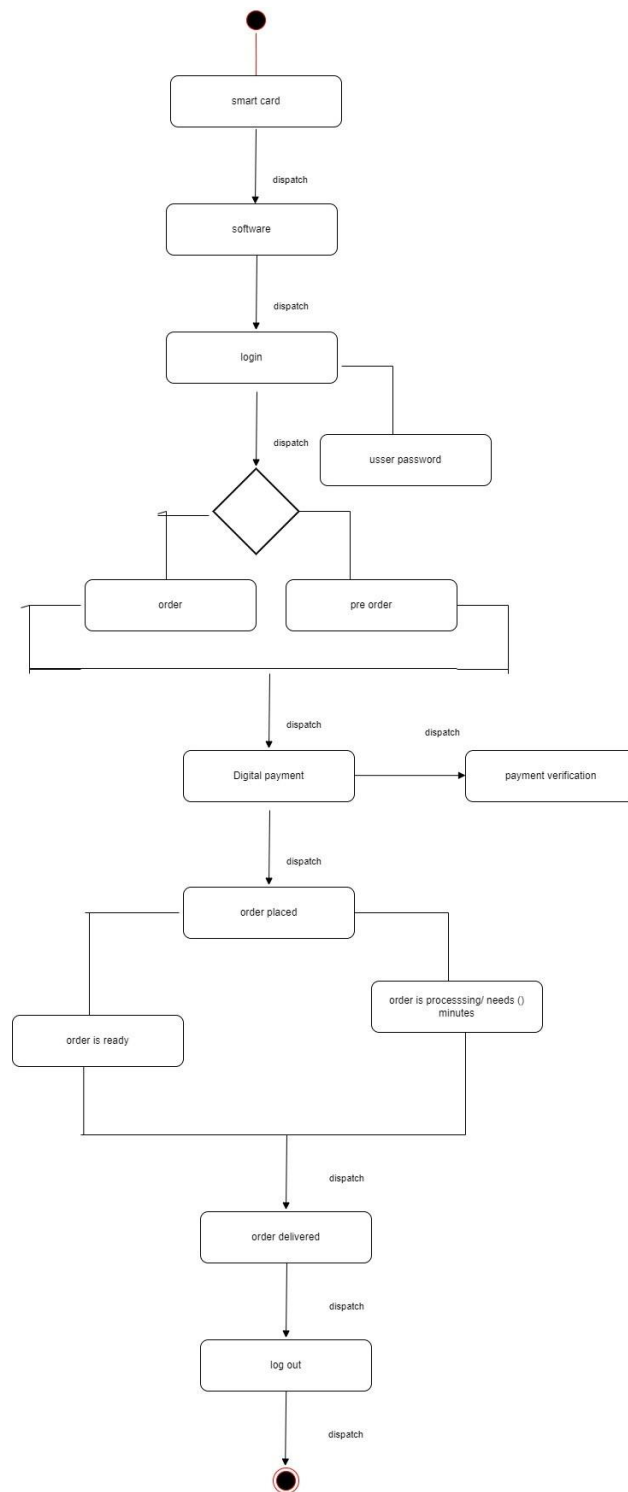 smart card
dispatch
software
dispatch
login
dispatch
usser password
order
pre order
dispatch
dispatch
Digital payment
payment verification
dispatch
order placed
order is processsing/ needs ()
minutes
order is ready
dispatch
order delivered
dispatch
log out
dispatch